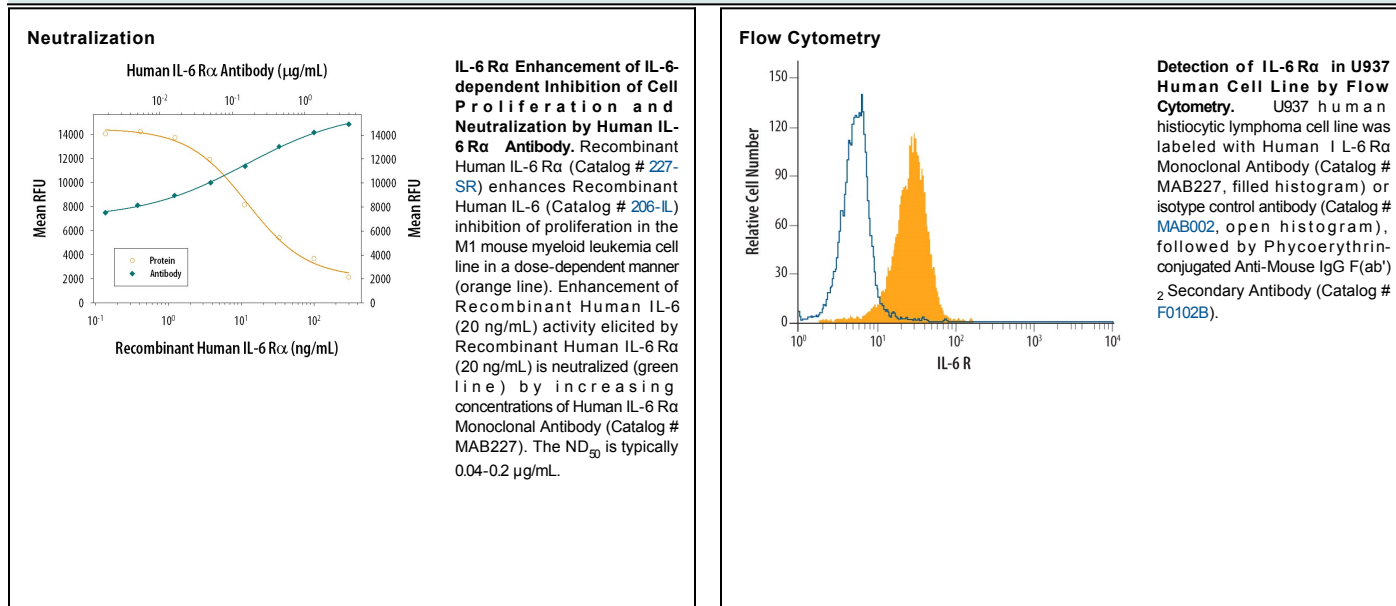 Neutralization
Human IL-6 Rα Antibody (µg/mL)
10-2 10-1 100
Mean RFU
14000
12000
10000
8000
6000
4000
2000
0
Protein
Antibody
14000
12000
10000
8000
6000
4000
2000
0
Mean RFU
10-1 100 101 102
Recombinant Human IL-6 Rα (ng/mL)
IL-6 Rα Enhancement of IL-6-
dependent Inhibition of Cell
Proliferation and
Neutralization by Human IL-
6 Rα Antibody. Recombinant
Human IL-6 Rα (Catalog # 227-
SR) enhances Recombinant
Human IL-6 (Catalog # 206-IL)
inhibition of proliferation in the
M1 mouse myeloid leukemia cell
line in a dose-dependent manner
(orange line). Enhancement of
Recombinant Human IL-6
(20 ng/mL) activity elicited by
Recombinant Human IL-6 Rα
(20 ng/mL) is neutralized (green
line) by increasing
concentrations of Human IL-6 Rα
Monoclonal Antibody (Catalog #
MAB227). The ND50 is typically
0.04-0.2 µg/mL.
Flow Cytometry
Relative Cell Number
150
120
90
60
30
0
100 101 102 103 104
IL-6 R
Detection of IL-6 Rα in U937
Human Cell Line by Flow
Cytometry. U937 human
histiocytic lymphoma cell line was
labeled with Human I L-6 Rα
Monoclonal Antibody (Catalog #
MAB227, filled histogram) or
isotype control antibody (Catalog #
MAB002, open histogram),
followed by Phycoerythrin-
conjugated Anti-Mouse IgG F(ab')
2 Secondary Antibody (Catalog #
F0102B).